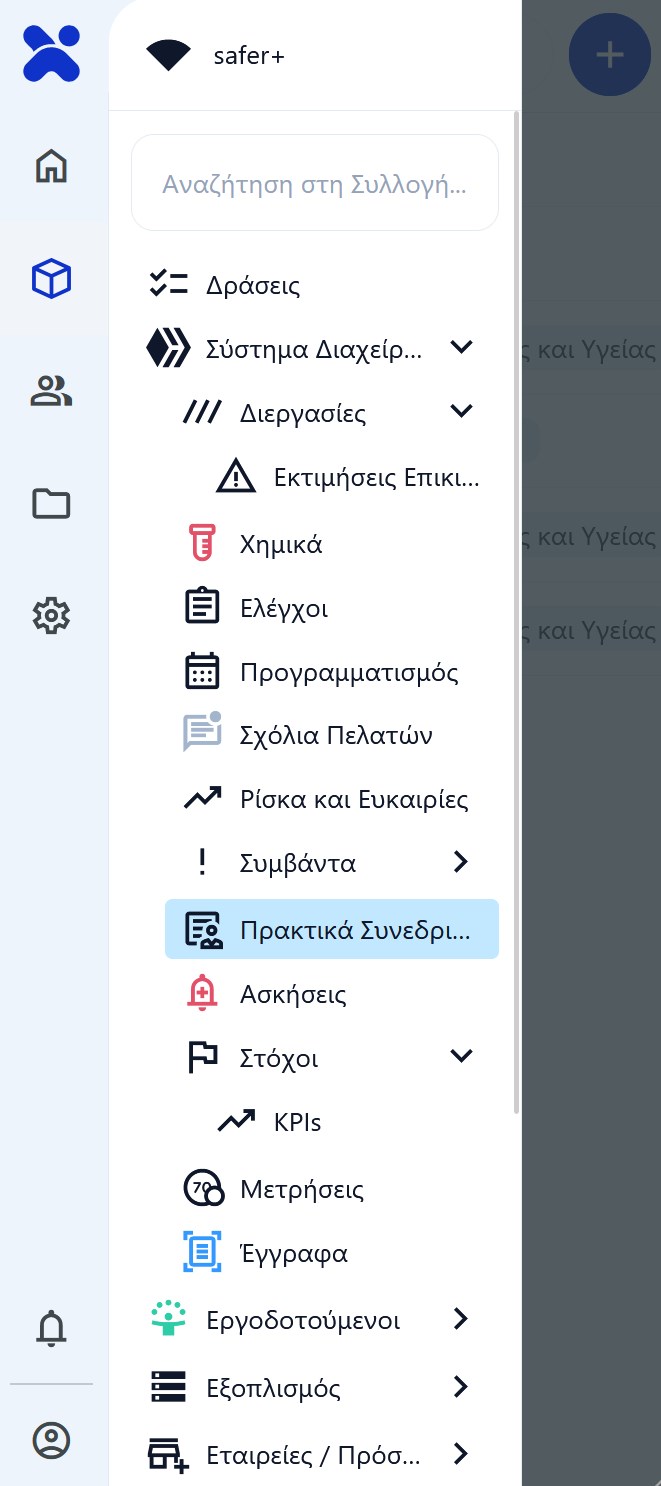 safer+
Αναζήτηση στη Συλλογή...
Δράσεις
Σύστημα Διαχείρ...
Διεργασίες
Εκτιμήσεις Επικι...
Χημικά
Ελέγχοι
Προγραμματισμός
Σχόλια Πελατών
Ρίσκα και Ευκαιρίες
Συμβάντα
Πρακτικά Συνεδρι...
Ασκήσεις
Στόχοι
KPIs
70
Μετρήσεις
Έγγραφα
Εργοδοτούμενοι
Εξοπλισμός
Εταιρείες / Πρόσ...
ς και Υγείας
ς και Υγείας
ς και Υγείας